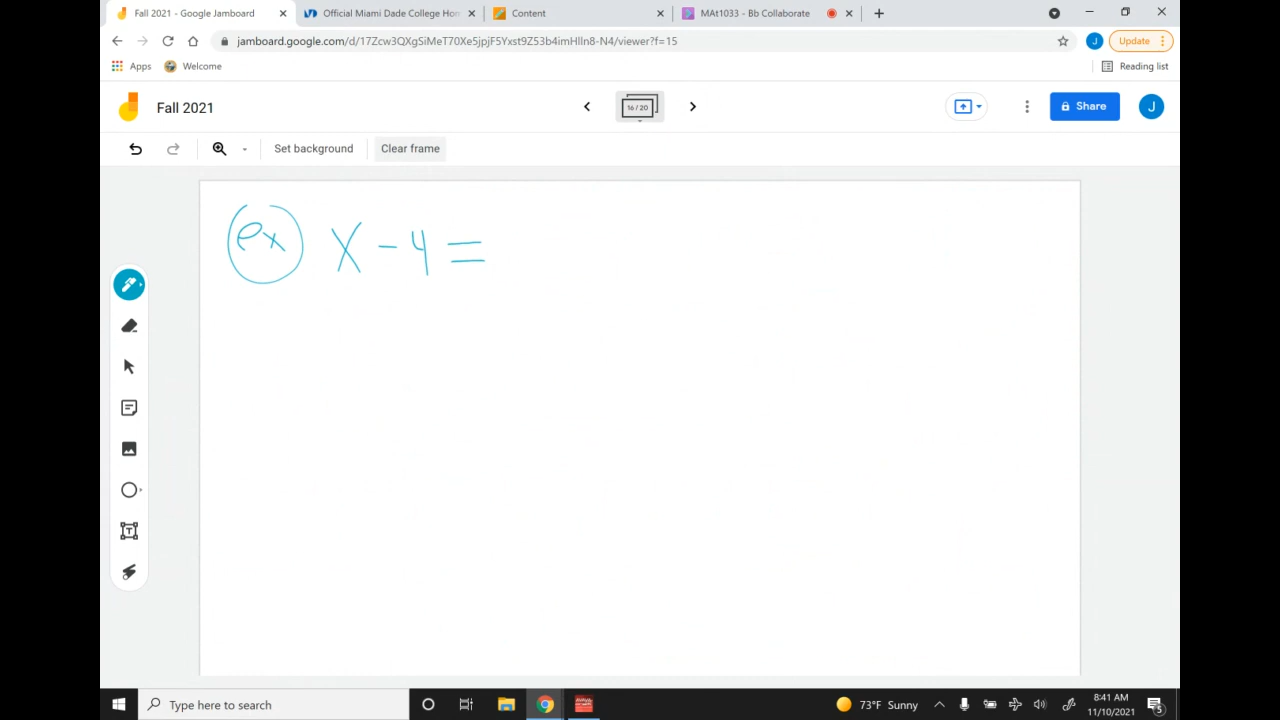 Fall 2021 - Google Jamboard
Official Miami Dade College Hom
Content
MAt1033 - Bb Collaborate
jamboard.google.com/d/17Zcw3QXgSiMeT70Xe5jpjF5Yxst9Z53b4imHlln8-N4/viewer?f=15
J
Update
Apps
Welcome
Reading list
Fall 2021
16 / 20
Share
J
Set background
Clear frame
ex X - 4 =
T
Type here to search
AVAYA
73°F Sunny
8:41 AM
11/10/2021
5